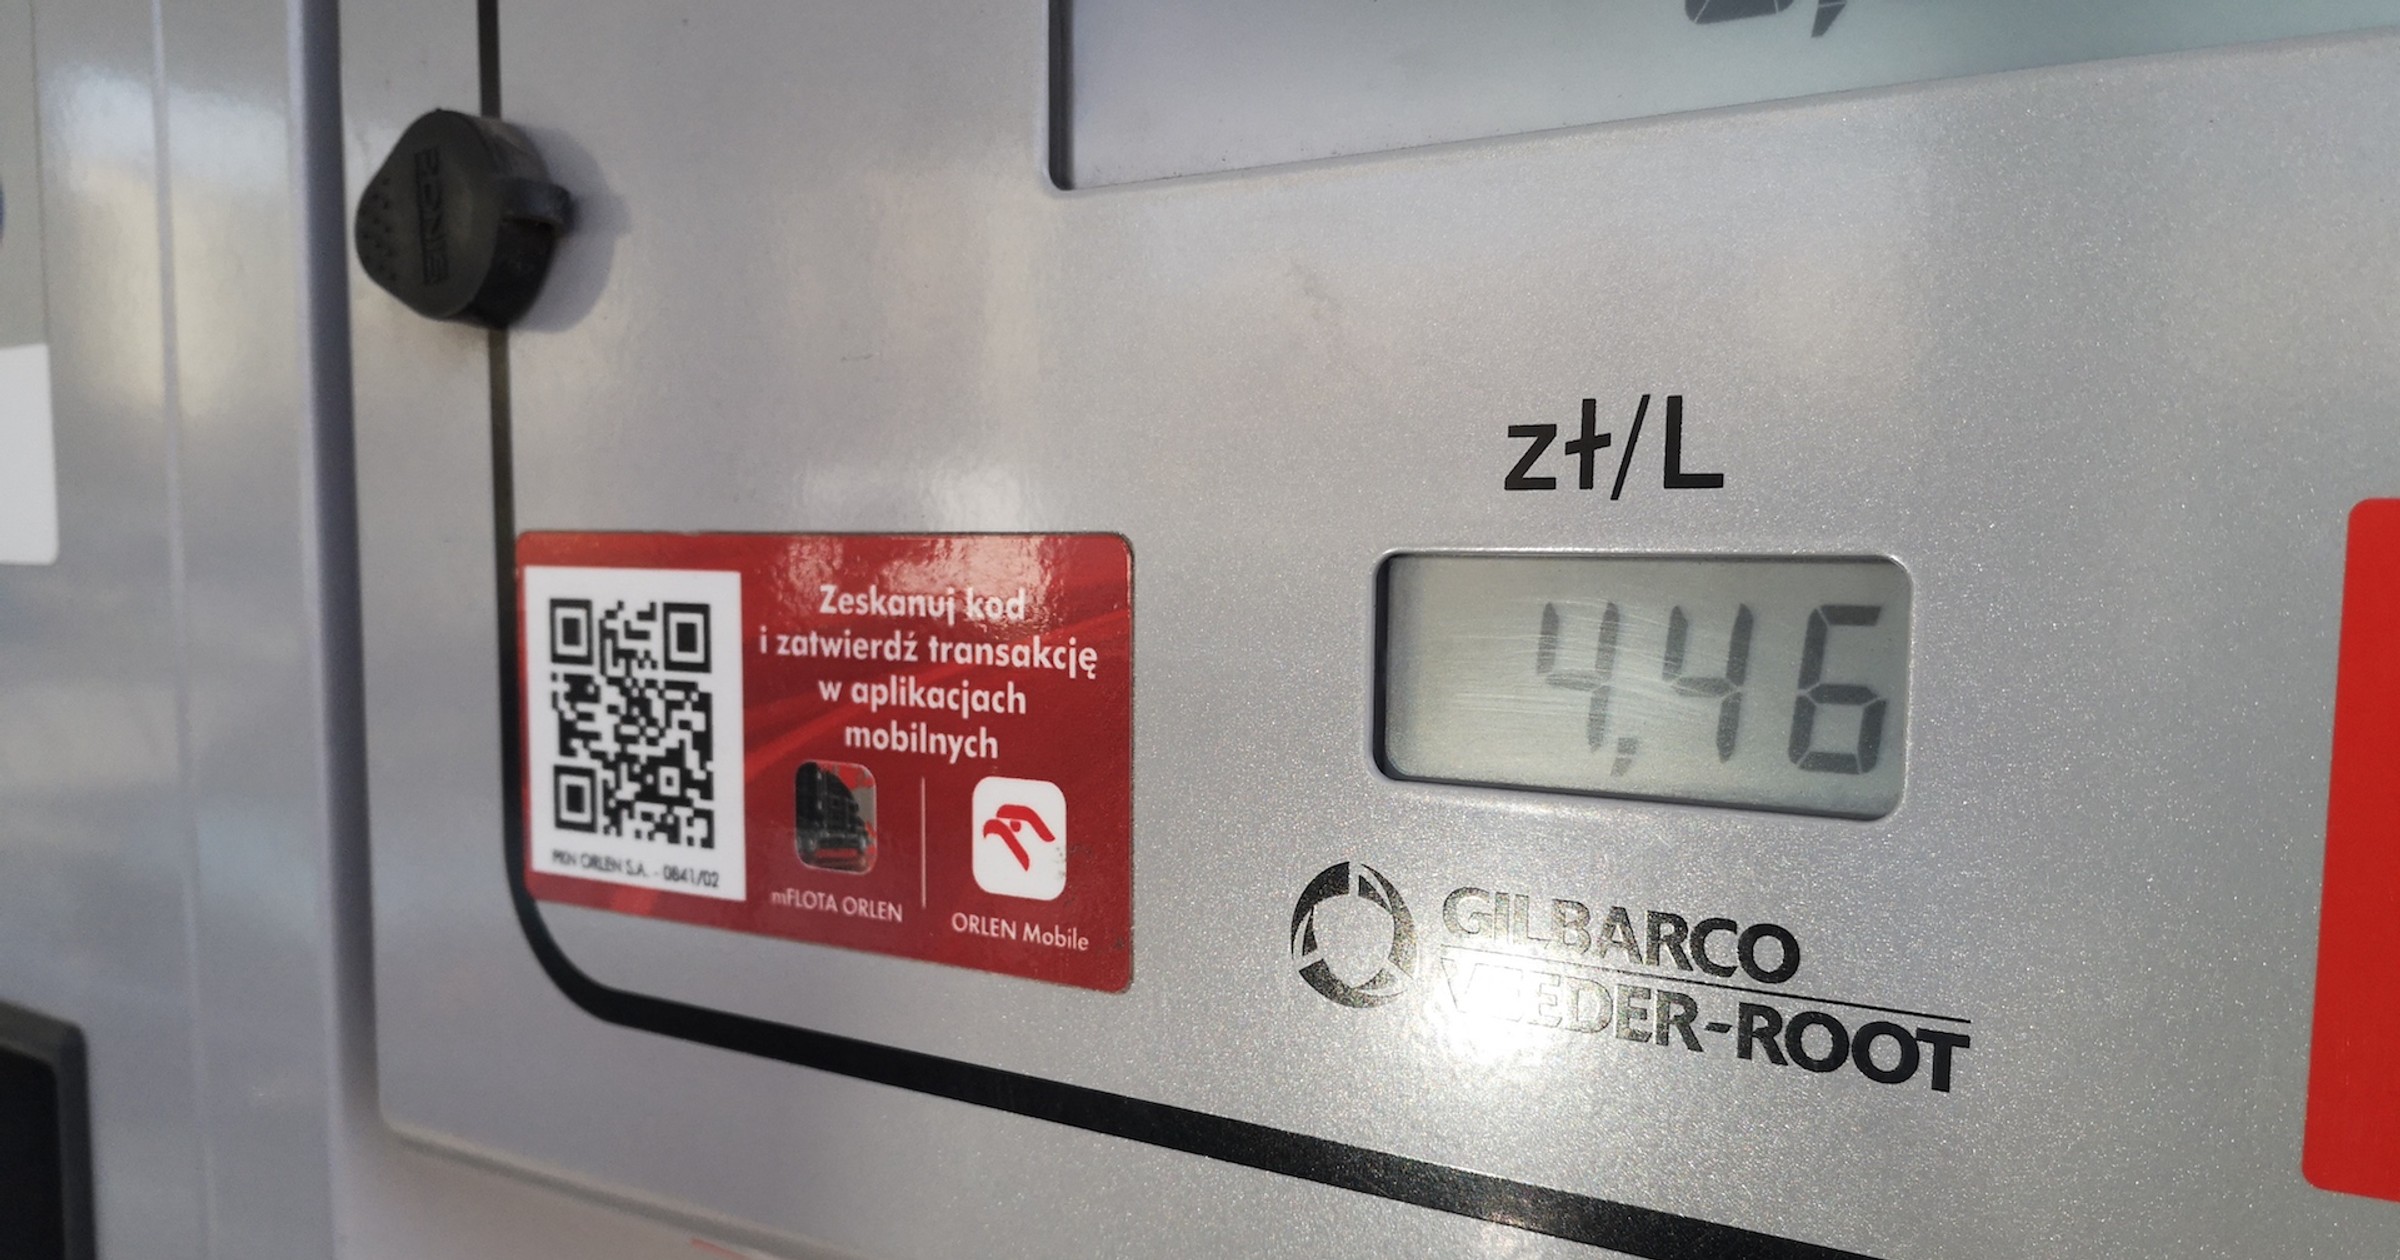 zł/L
4,46
Zeskanuj kod
i zatwierdź transakcję
w aplikacjach
mobilnych
mFLOTA ORLEN
ORLEN Mobile
PKN ORLEN S.A. - 0841/02
GILBARCO
VEEDER-ROOT